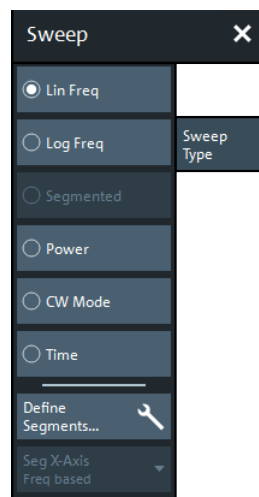 Sweep
Lin Freq
Log Freq
Sweep
Type
Segmented
Power
CW Mode
Time
Define
Segments...
Seg X-Axis
Freq based